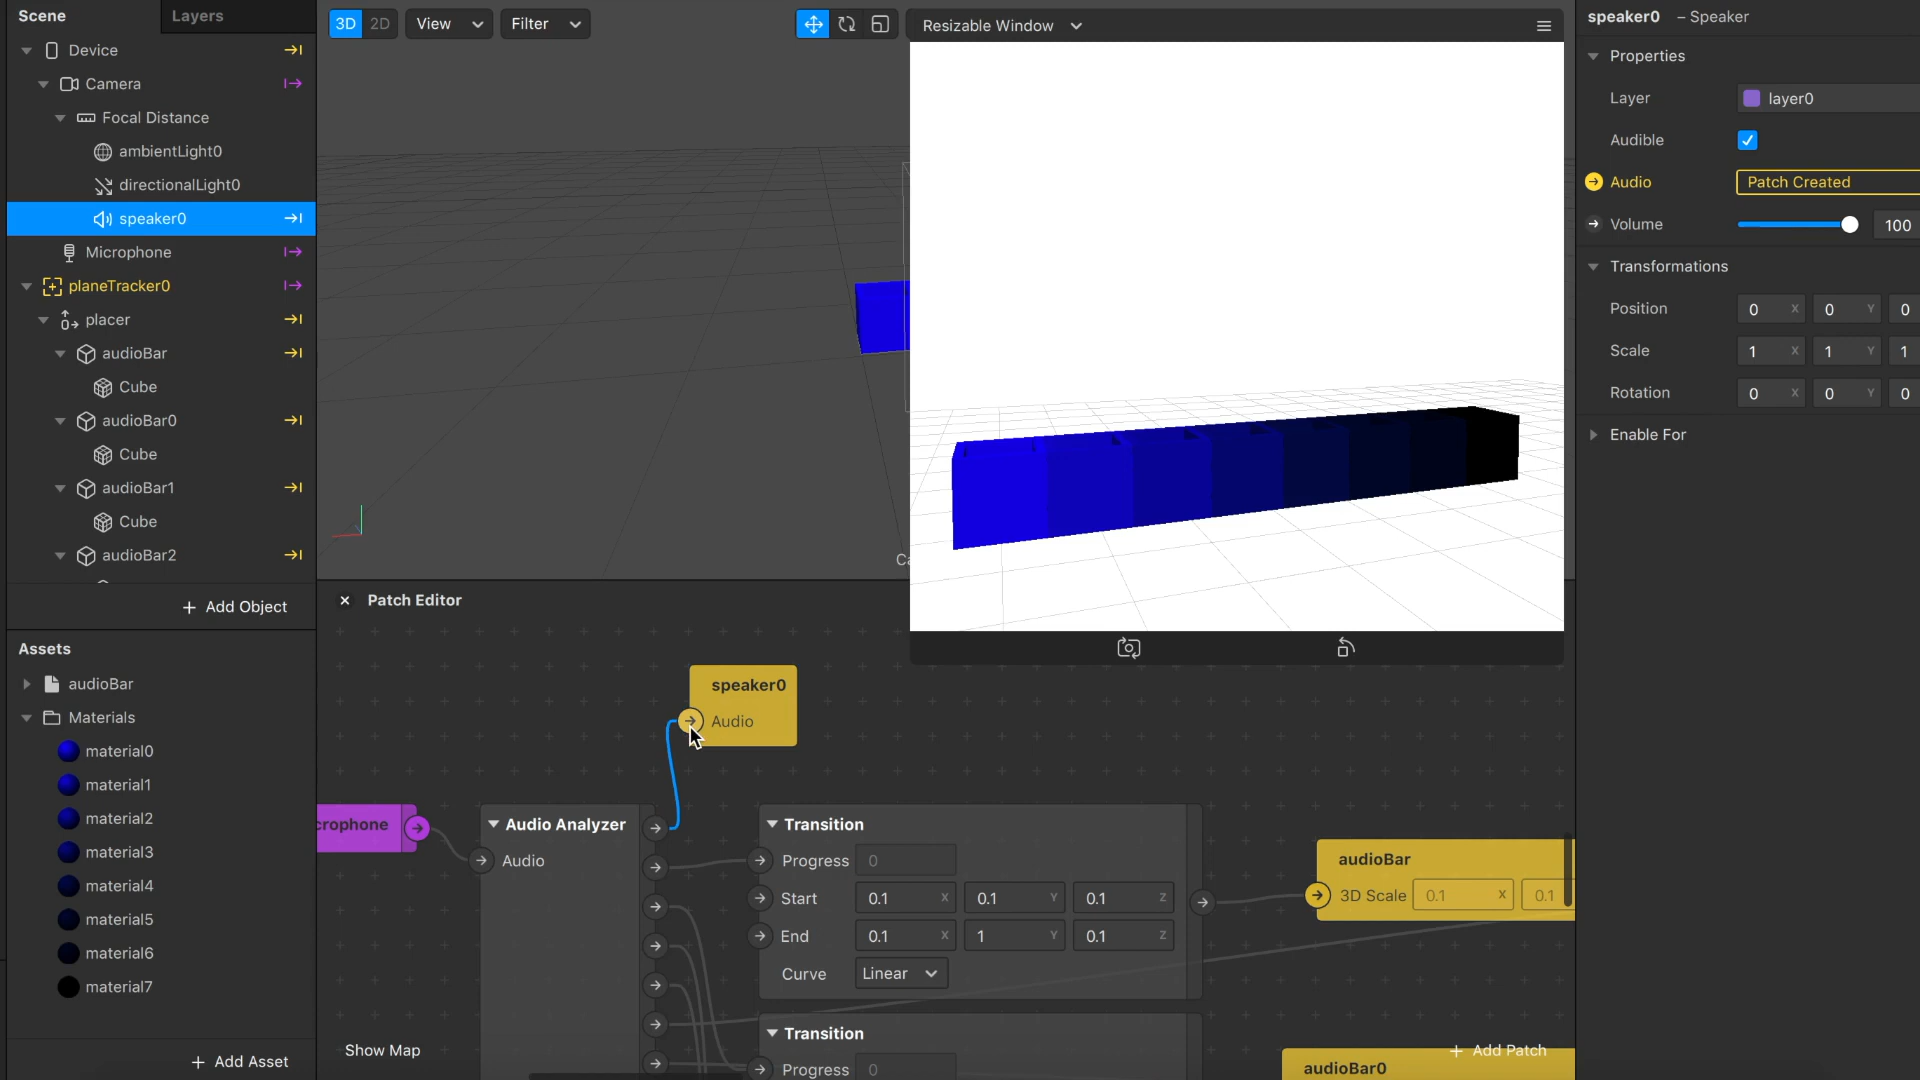 Scene
Layers
Device
Camera
Focal Distance
ambientLight0
directionalLight0
speaker0
Microphone
planeTracker0
placer
audioBar
Cube
audioBar0
Cube
audioBar1
Cube
audioBar2
+ Add Object
Assets
audioBar
Materials
material0
material1
material2
material3
material4
material5
material6
material7
+ Add Asset
3D 2D View Filter
Resizable Window
Ca
Patch Editor
speaker0
Audio
crophone
Audio Analyzer
Audio
Transition
Progress 0
Start 0.1 X 0.1 Y 0.1 Z
End 0.1 X 1 Y 0.1 Z
Curve Linear
Transition
Progress 0
audioBar
3D Scale 0.1 X 0.1
audioBar0
Show Map
+ Add Patch
speaker0 – Speaker
Properties
Layer layer0
Audible
Audio Patch Created
Volume 100
Transformations
Position 0 X 0 Y 0
Scale 1 X 1 Y 1
Rotation 0 X 0 Y 0
Enable For